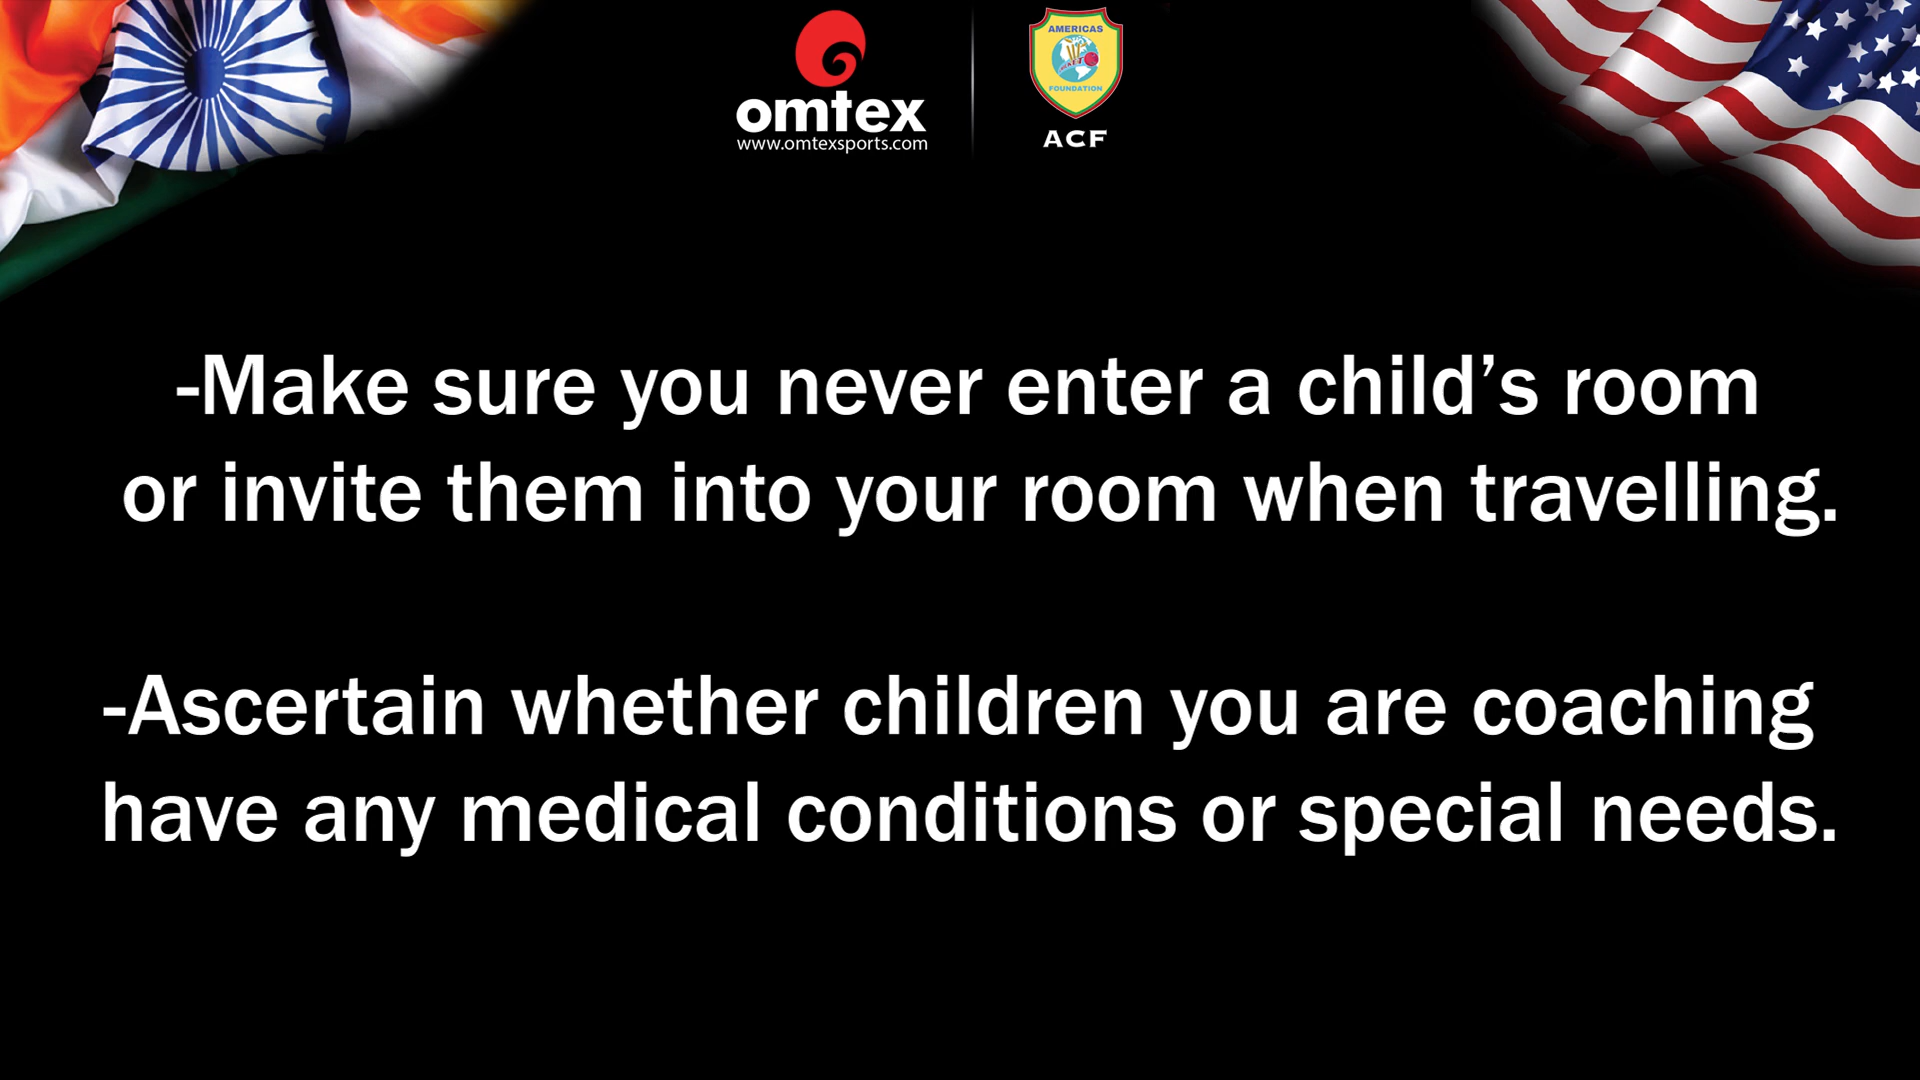 omtex
www.omtexsports.com
AMERICAS
FOUNDATION
ACF
-Make sure you never enter a child’s room
or invite them into your room when travelling.
-Ascertain whether children you are coaching
have any medical conditions or special needs.